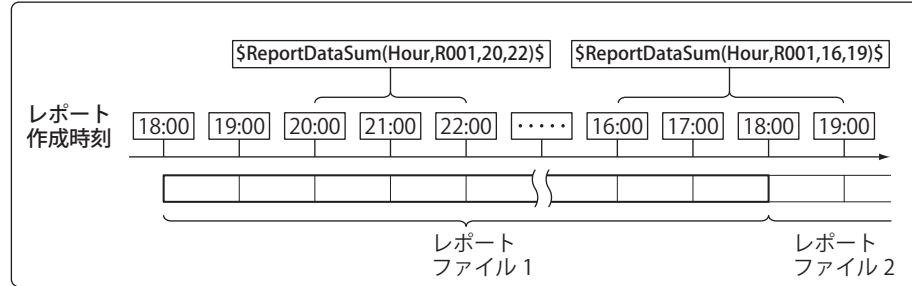 $ReportDataSum(Hour,R001,20,22)$
$ReportDataSum(Hour,R001,16,19)$
レポート
作成時刻
18:00 19:00 20:00 21:00 22:00 ・・・・・ 16:00 17:00 18:00 19:00
レポート
ファイル 1
レポート
ファイル 2